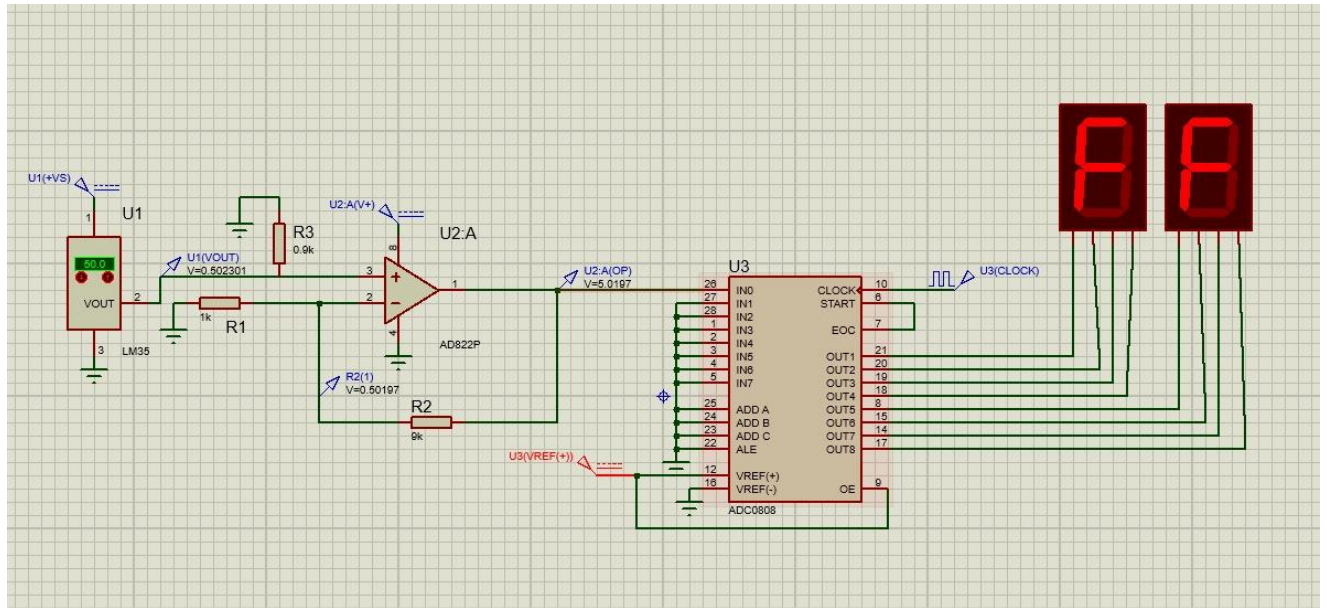 U1(+VS)
U1
1
50.0
VOUT
2
3
LM35
U1(VOUT)
V=0.502301
R3
0.9k
1k
R1
U2:A(V+)
U2:A
8
3
2
1
4
AD822P
R2(1)
V=0.50197
R2
9k
U2:A(OP)
V=5.0197
U3(VREF(+))
U3
26 IN0 CLOCK 10
27 IN1 START 6
28 IN2
1 IN3 EOC 7
2 IN4
3 IN5 OUT1 21
4 IN6 OUT2 20
5 IN7 OUT3 19
OUT4 18
25 ADD A OUT5 8
24 ADD B OUT6 15
23 ADD C OUT7 14
22 ALE OUT8 17
12 VREF(+)
16 VREF(-) OE 9
ADC0808
U3(CLOCK)
F F